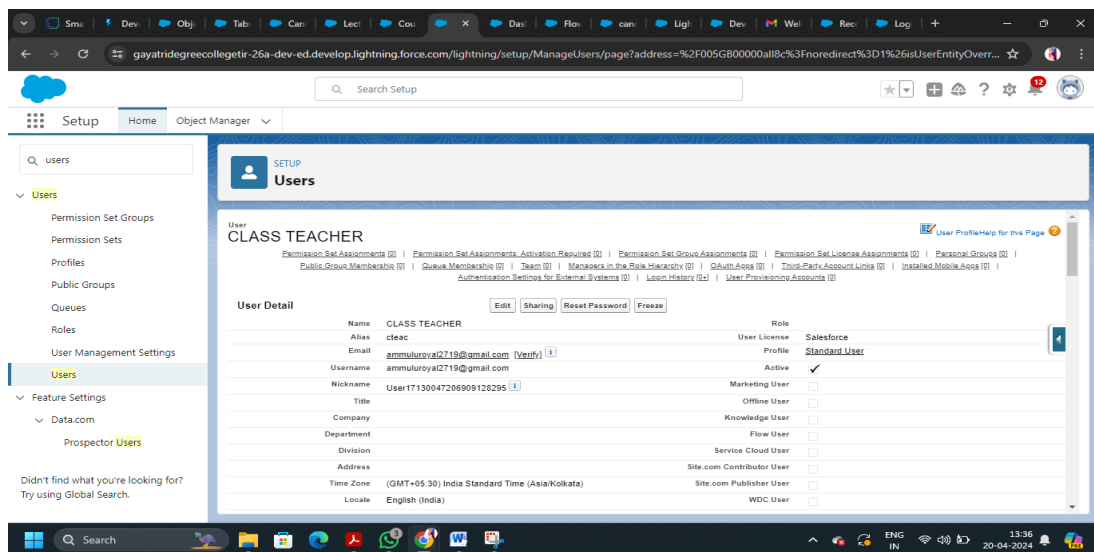 Sma
Dev
Obj
Tab
Can
Lect
Cou
Das
Flov
canc
Ligh
Dev
Wel
Rec
Log
gayatridegreecollegetir-26a-dev-ed.develop.lightning.force.com/lightning/setup/ManageUsers/page?address=%2F005GB00000all8c%3Fnoredirect%3D1%26isUserEntityOverr...
Search Setup
12
Setup Home Object Manager
users
Users
Permission Set Groups
Permission Sets
Profiles
Public Groups
Queues
Roles
User Management Settings
Users
Feature Settings
Data.com
Prospector Users
Didn't find what you're looking for?
Try using Global Search.
SETUP
Users
User
CLASS TEACHER
User Profile Help for this Page
Permission Set Assignments [0] | Permission Set Assignments: Activation Required [0] | Permission Set Group Assignments [0] | Permission Set License Assignments [0] | Personal Groups [0] |
Public Group Membership [0] | Queue Membership [0] | Team [0] | Managers in the Role Hierarchy [0] | OAuth Apps [0] | Third-Party Account Links [0] | Installed Mobile Apps [0] |
Authentication Settings for External Systems [0] | Login History [0+] | User Provisioning Accounts [0]
User Detail Edit Sharing Reset Password Freeze
Name CLASS TEACHER Role
Alias cteac User License Salesforce
Email ammuluroyal2719@gmail.com [Verify] i Profile Standard User
Username ammuluroyal2719@gmail.com Active ✓
Nickname User17130047206909128295 i Marketing User
Title Offline User
Company Knowledge User
Department Flow User
Division Service Cloud User
Address Site.com Contributor User
Time Zone (GMT+05:30) India Standard Time (Asia/Kolkata) Site.com Publisher User
Locale English (India) WDC User
Search
3
ENG
IN
13:36
20-04-2024